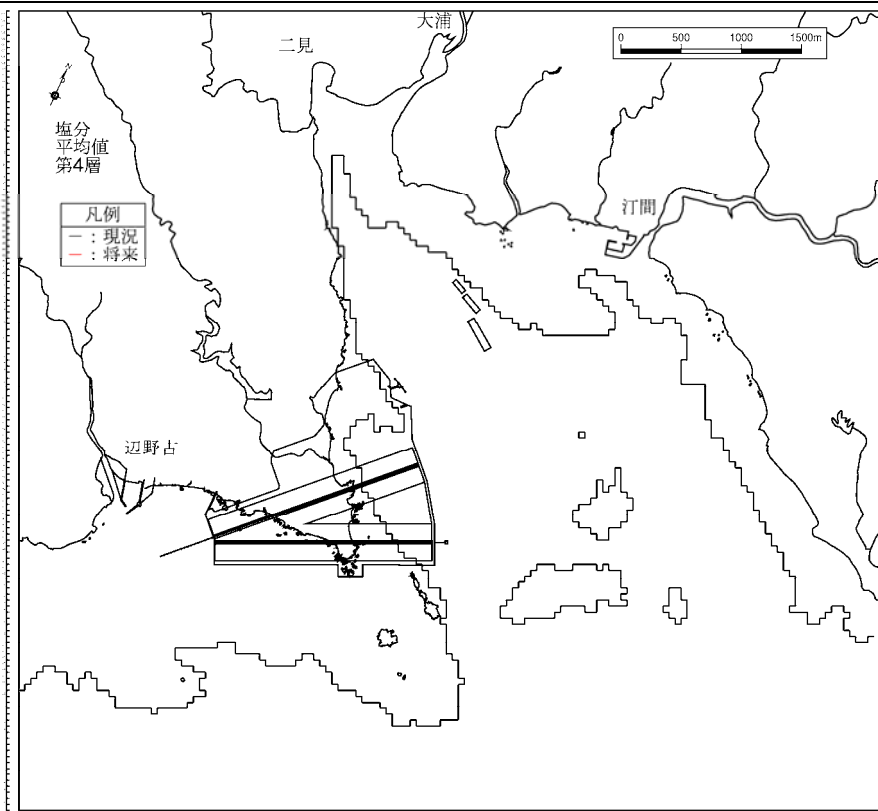 大浦
二見
0 500 1000 1500m
N
塩分
平均値
第4層
汀間
凡例
— : 現況
— : 将来
辺野古